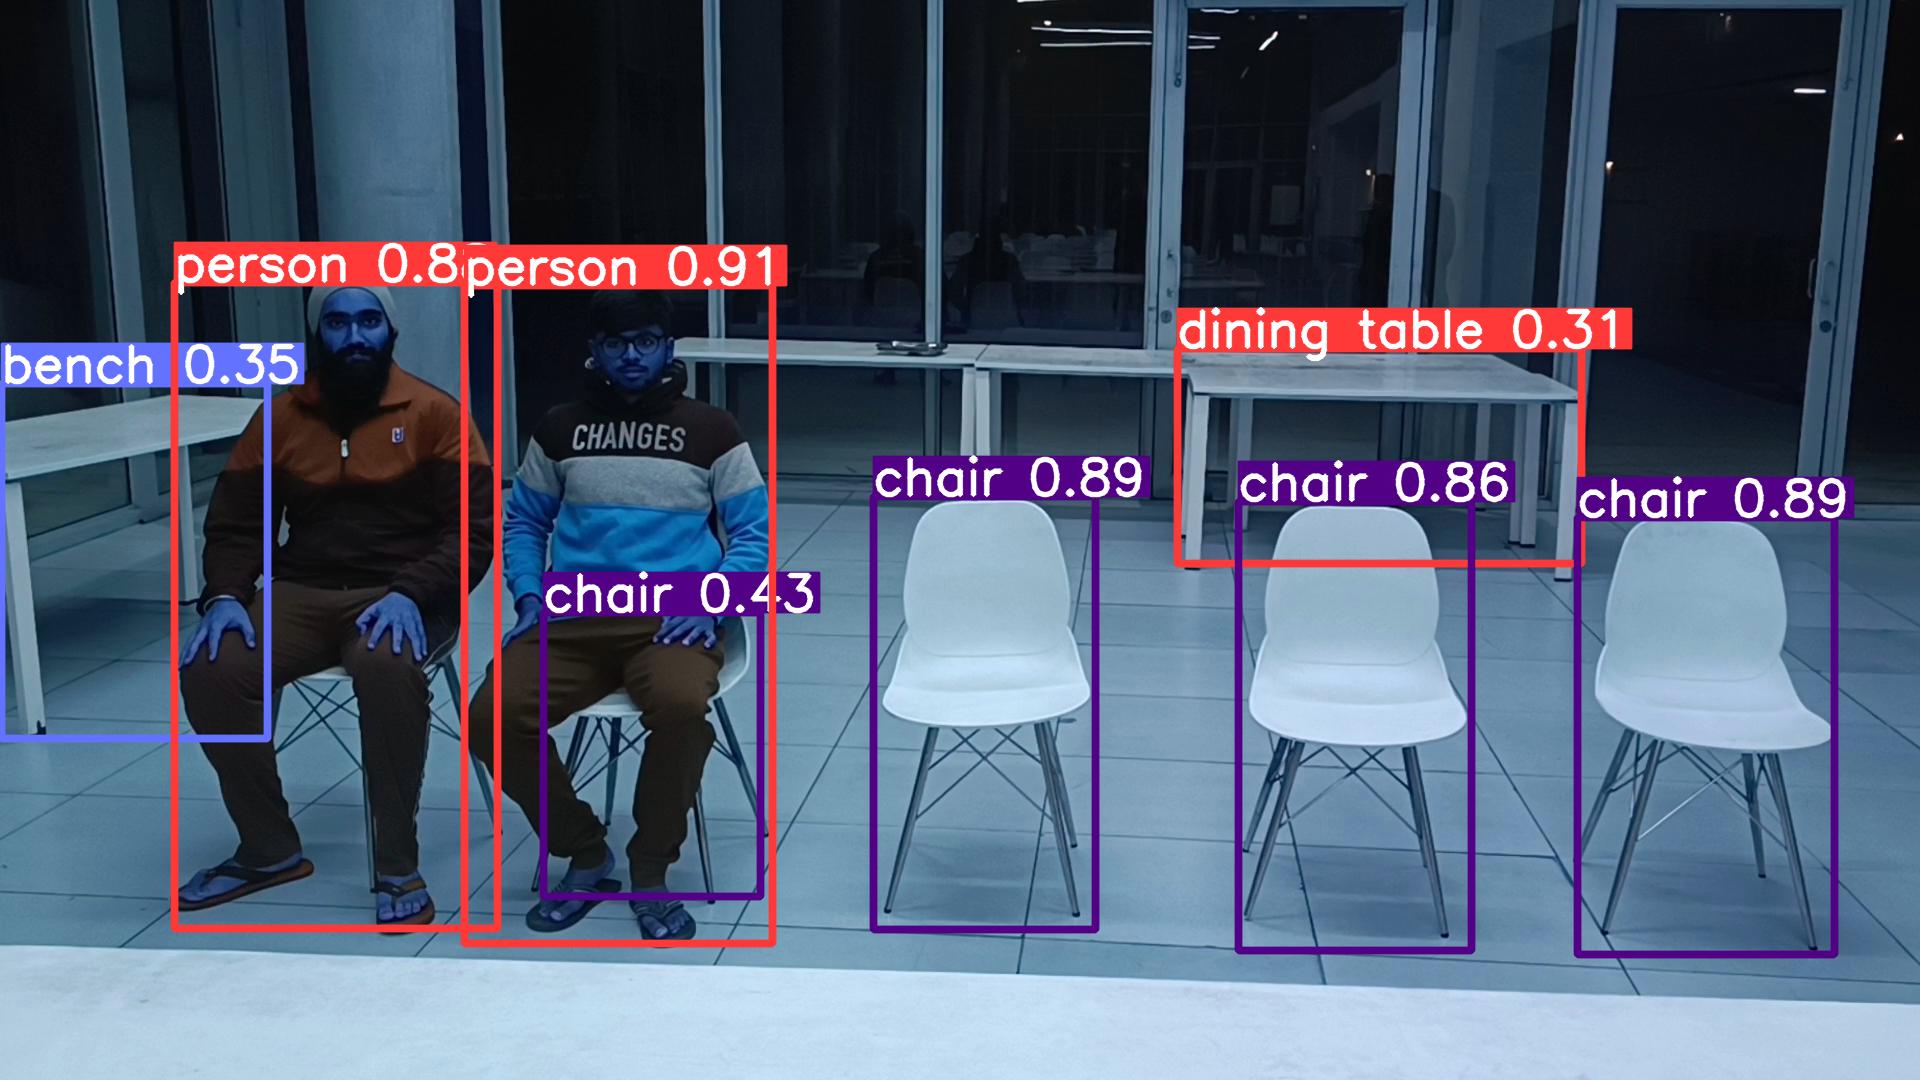 person 0.8
person 0.91
dining table 0.31
bench 0.35
CHANGES
chair 0.89
chair 0.86
chair 0.89
chair 0.43